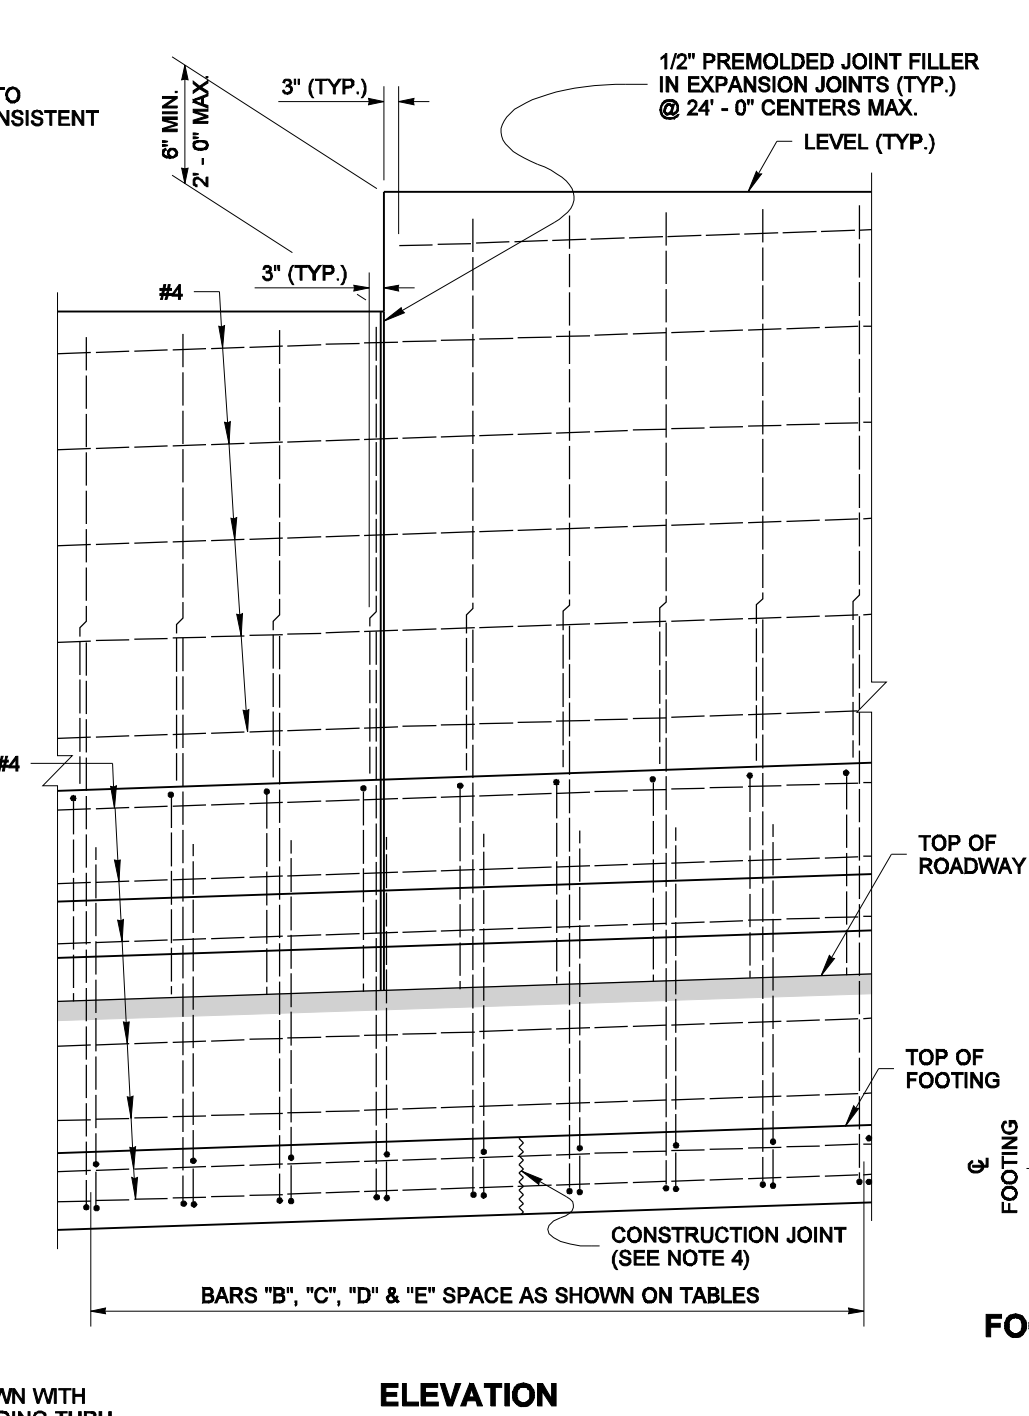 1/2" PREMOLDED JOINT FILLER
IN EXPANSION JOINTS (TYP.)
@ 24' - 0" CENTERS MAX.
LEVEL (TYP.)
3" (TYP.)
6" MIN.
2' - 0" MAX.
TO
NSISTENT
3" (TYP.)
#4
#4
TOP OF
ROADWAY
TOP OF
FOOTING
℄
FOOTING
CONSTRUCTION JOINT
(SEE NOTE 4)
BARS "B", "C", "D" & "E" SPACE AS SHOWN ON TABLES
FO
ELEVATION
WN WITH